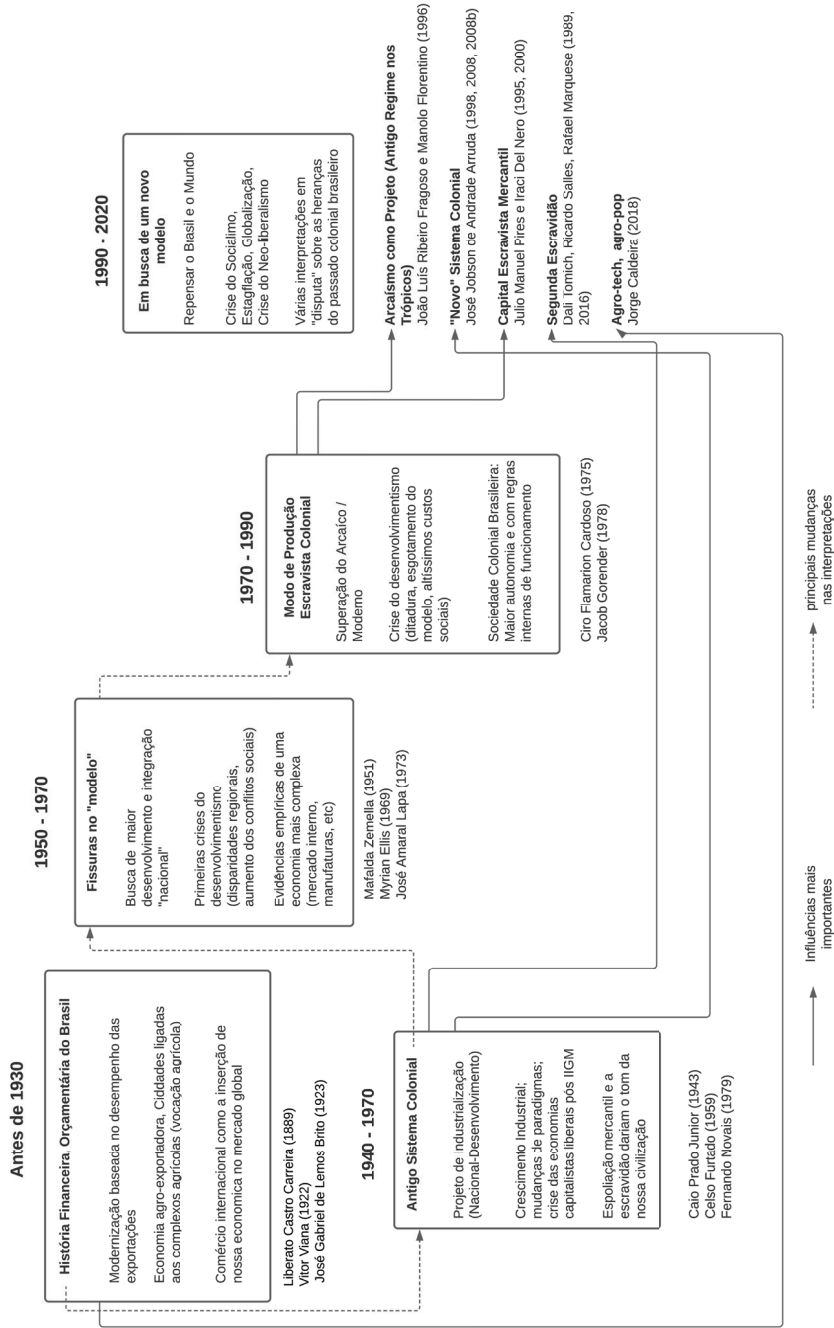 Antes de 1930
História Financeira, Orçamentária do Brasil
Modernização baseada no desempenho das
exportações
Economia agro-exportadora, Ciddades ligadas
aos complexos agrícolas (vocação agrícola)
Comércio internacional como a inserção de
nossa economica no mercado global
Liberato Castro Carreira (1889)
Vitor Viana (1922)
José Gabriel de Lemos Brito (1923)
1940 - 1970
Antigo Sistema Colonial
Projeto de Industrialização
(Nacional-Desenvolvimento)
Crescimento Industrial;
mudanças de paradigmas;
crise das economias
capitalistas liberais pós IIGM
Espoliação mercantil e a
escravidão dariam o tom da
nossa civilização
Caio Prado Junior (1943)
Celso Furtado (1959)
Fernando Novais (1979)
1950 - 1970
Fissuras no "modelo"
Busca de maior
desenvolvimento e integração
"nacional"
Primeiras crises do
desenvolvimentismo
(disparidades regiorais,
aumento dos conflitos sociais)
Evidências empíricas de uma
economia mais complexa
(mercado interno,
manufaturas, etc)
Mafalda Zemella (1951)
Myrian Ellis (1969)
José Amaral Lapa (1973)
1970 - 1990
Modo de Produção
Escravista Colonial
Superação do Arcaíco /
Moderno
Crise do desenvolvimentismo
(ditadura, esgotamento do
modelo, altíssimos custos
sociais)
Sociedade Colonial Brasileira:
Maior autonomia e com regras
internas de funcionamento
Ciro Flamarion Cardoso (1975)
Jacob Gorender (1978)
1990 - 2020
Em busca de um novo
modelo
Repensar o Brasil e o Mundo
Crise do Socialimo,
Estagflação, Globalização,
Crise do Neo-liberalismo
Várias interpretações em
"disputa" sobre as heranças
do passado colonial brasileiro
Arcaísmo como Projeto (Antigo Regime nos
Trópicos)
João Luís Ribeiro Fragoso e Manolo Florentino (1996)
"Novo" Sistema Colonial
José Jobson de Andrade Arruda (1998, 2008, 2008b)
Capital Escravista Mercantil
Julio Manuel Pires e Iraci Del Nero (1995, 2000)
Segunda Escravidão
Dali Tomich, Ricardo Salles, Rafael Marquese (1989,
2016)
Agro-tech, agro-pop
Jorge Caldeira (2018)
Influências mais
importantes
principais mudanças
nas interpretações